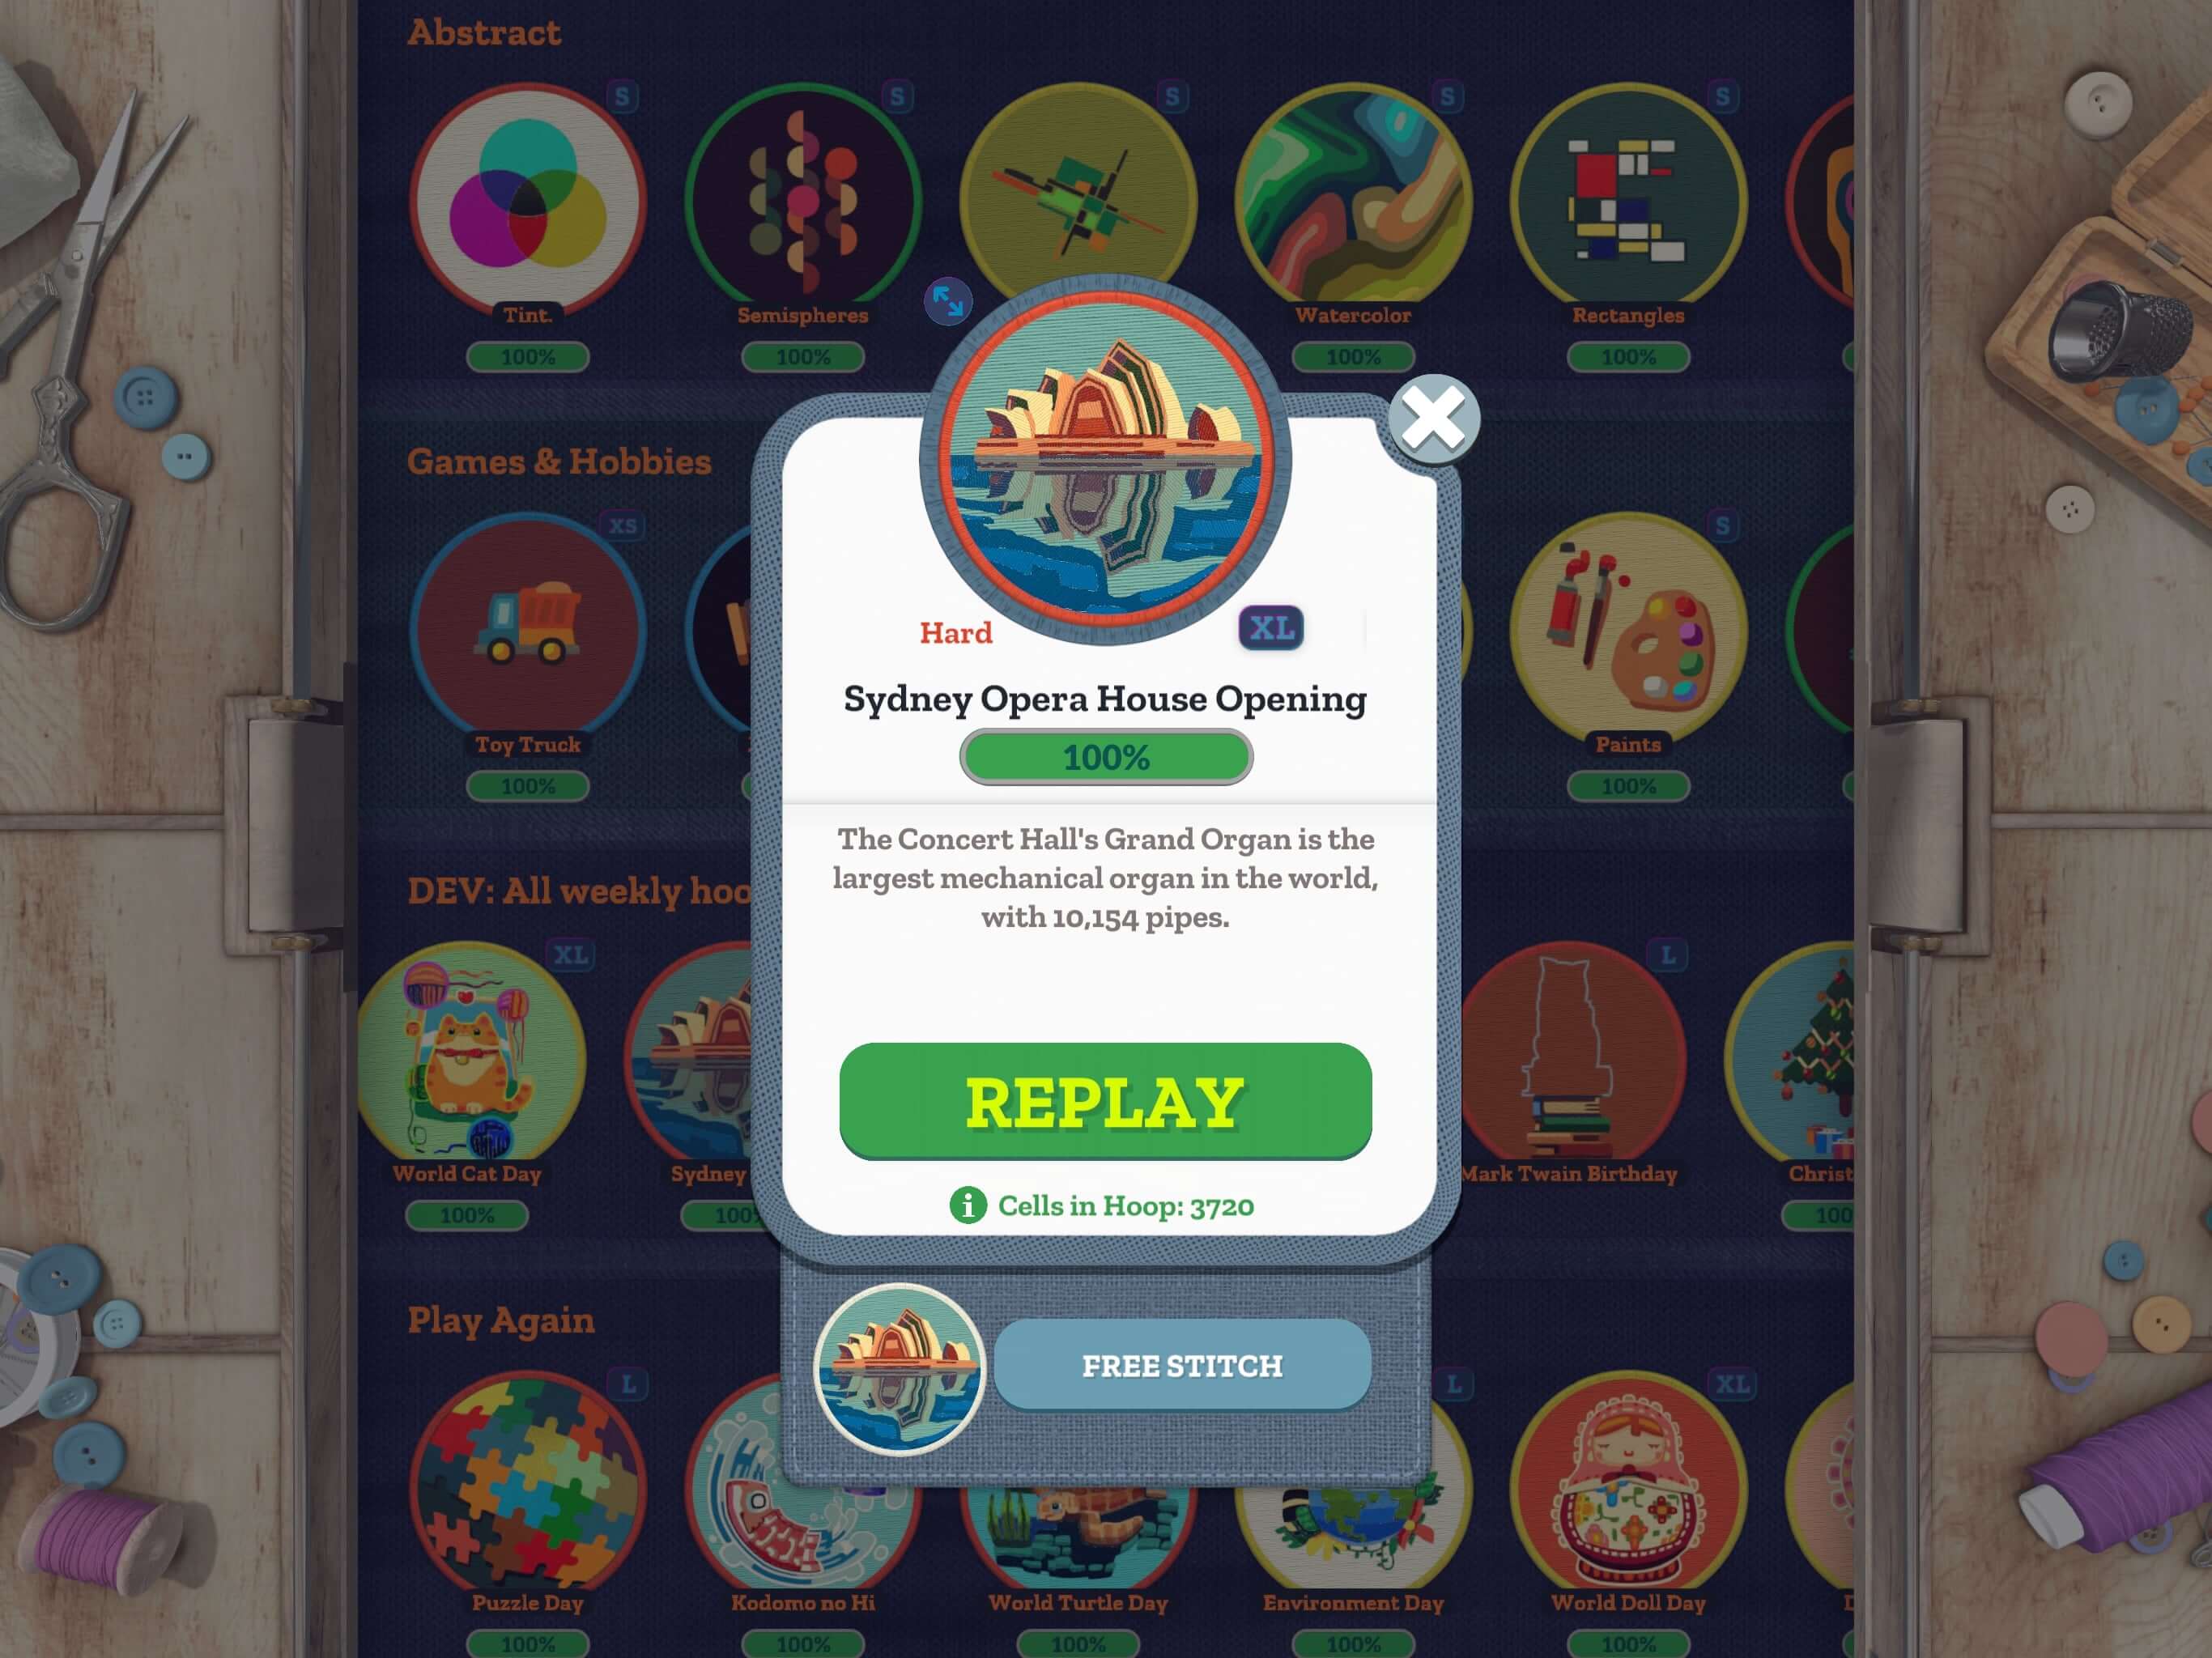 Abstract
S
S
S
S
S
Tint.
Semispheres
Watercolor
Rectangles
100%
100%
100%
100%
Games & Hobbies
XS
S
Toy Truck
Paints
100%
100%
Hard
XL
Sydney Opera House Opening
100%
The Concert Hall's Grand Organ is the
largest mechanical organ in the world,
with 10,154 pipes.
REPLAY
Cells in Hoop: 3720
FREE STITCH
DEV: All weekly hoo
XL
L
World Cat Day
Sydney
Mark Twain Birthday
Christ
100%
100%
100
Play Again
L
L
XL
Puzzle Day
Kodomo no Hi
World Turtle Day
Environment Day
World Doll Day
100%
100%
100%
100%
100%